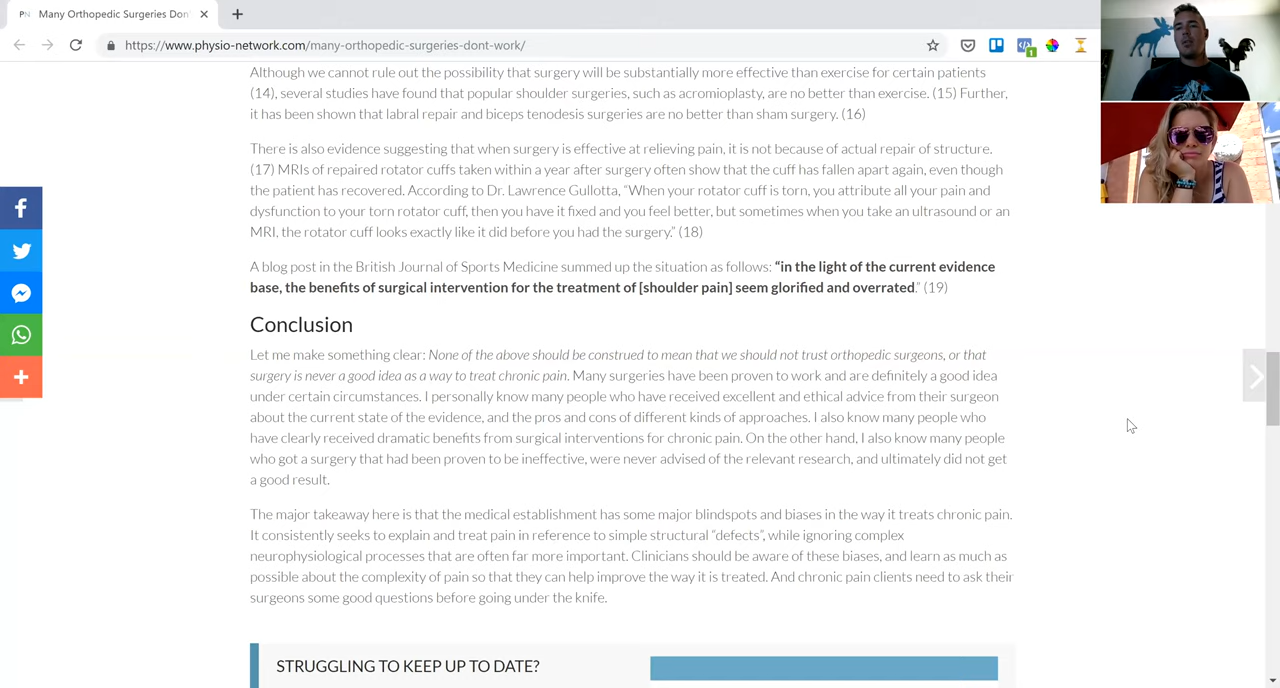 PN Many Orthopedic Surgeries Don'
https://www.physio-network.com/many-orthopedic-surgeries-dont-work/
1
Although we cannot rule out the possibility that surgery will be substantially more effective than exercise for certain patients
(14), several studies have found that popular shoulder surgeries, such as acromioplasty, are no better than exercise. (15) Further,
it has been shown that labral repair and biceps tenodesis surgeries are no better than sham surgery. (16)
There is also evidence suggesting that when surgery is effective at relieving pain, it is not because of actual repair of structure.
(17) MRIs of repaired rotator cuffs taken within a year after surgery often show that the cuff has fallen apart again, even though
the patient has recovered. According to Dr. Lawrence Gullotta, “When your rotator cuff is torn, you attribute all your pain and
dysfunction to your torn rotator cuff, then you have it fixed and you feel better, but sometimes when you take an ultrasound or an
MRI, the rotator cuff looks exactly like it did before you had the surgery.” (18)
A blog post in the British Journal of Sports Medicine summed up the situation as follows: “in the light of the current evidence
base, the benefits of surgical intervention for the treatment of [shoulder pain] seem glorified and overrated.” (19)
Conclusion
Let me make something clear: None of the above should be construed to mean that we should not trust orthopedic surgeons, or that
surgery is never a good idea as a way to treat chronic pain. Many surgeries have been proven to work and are definitely a good idea
under certain circumstances. I personally know many people who have received excellent and ethical advice from their surgeon
about the current state of the evidence, and the pros and cons of different kinds of approaches. I also know many people who
have clearly received dramatic benefits from surgical interventions for chronic pain. On the other hand, I also know many people
who got a surgery that had been proven to be ineffective, were never advised of the relevant research, and ultimately did not get
a good result.
The major takeaway here is that the medical establishment has some major blindspots and biases in the way it treats chronic pain.
It consistently seeks to explain and treat pain in reference to simple structural “defects”, while ignoring complex
neurophysiological processes that are often far more important. Clinicians should be aware of these biases, and learn as much as
possible about the complexity of pain so that they can help improve the way it is treated. And chronic pain clients need to ask their
surgeons some good questions before going under the knife.
STRUGGLING TO KEEP UP TO DATE?